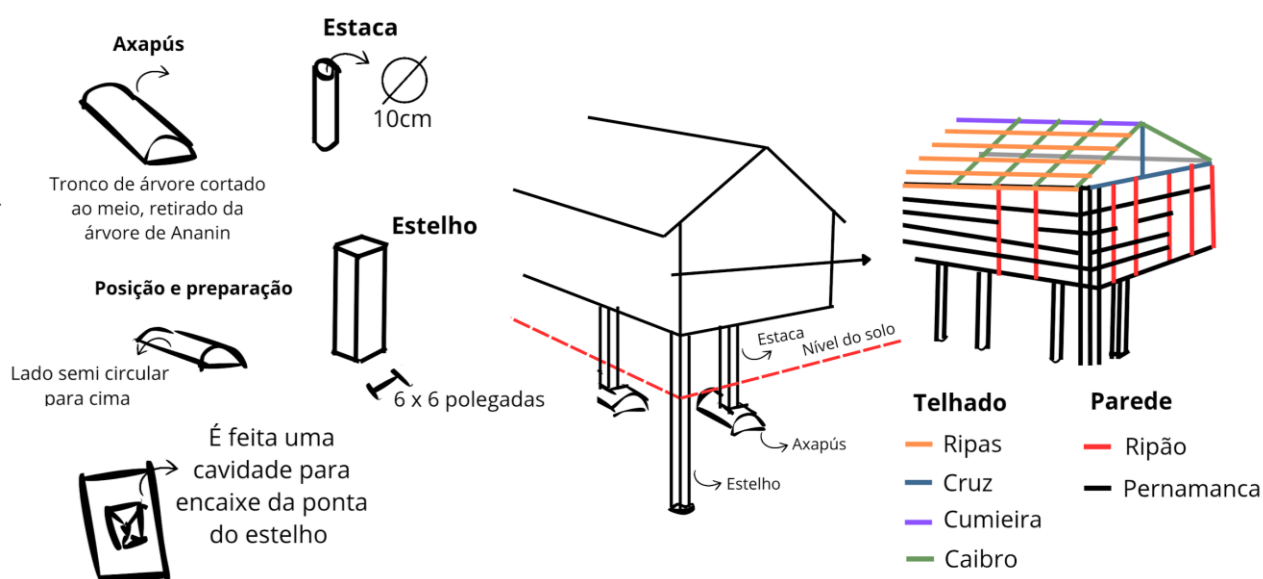 Axapús
Tronco de árvore cortado
ao meio, retirado da
árvore de Ananin
Estaca
10cm
Posição e preparação
Lado semi circular
para cima
Estelho
6 x 6 polegadas
É feita uma
cavidade para
encaixe da ponta
do estelho
Estaca
Nível do solo
Axapús
Estelho
Telhado
Ripas
Cruz
Cumieira
Caibro
Parede
Ripão
Pernamanca